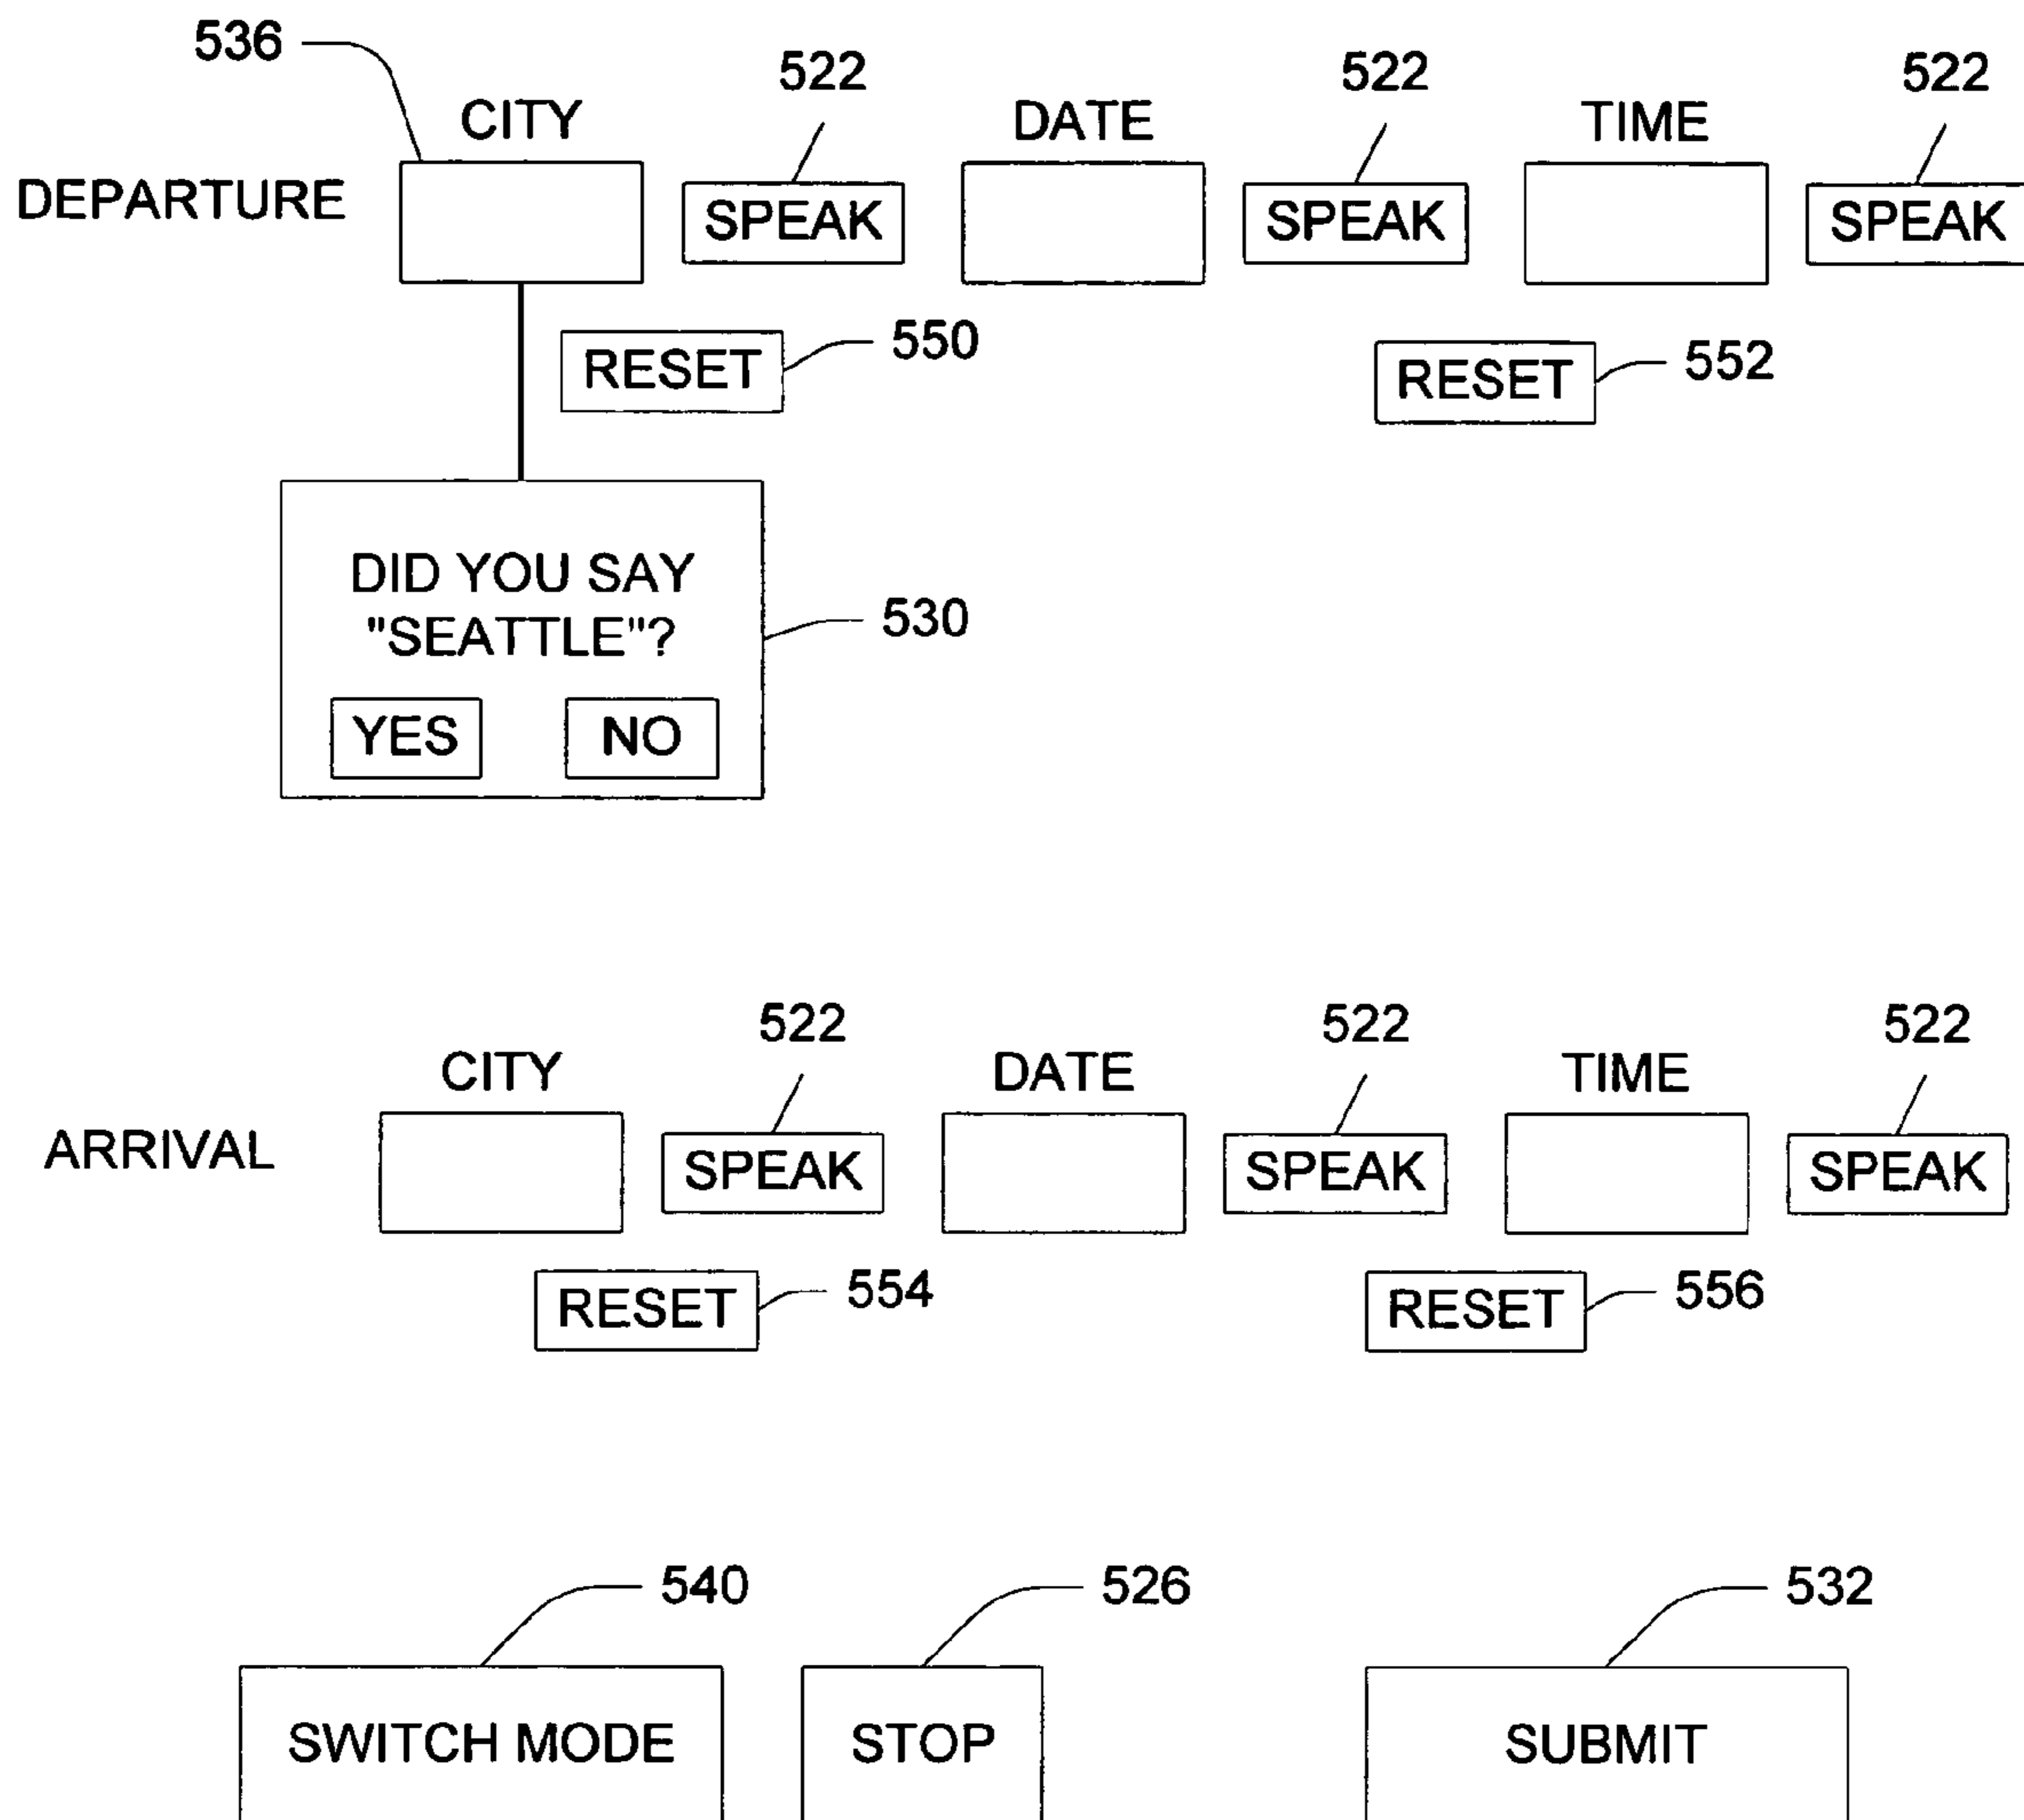 536
522 522 522
CITY DATE TIME
DEPARTURE SPEAK SPEAK SPEAK
RESET 550 RESET 552
DID YOU SAY
"SEATTLE"?
530
YES NO
522 522 522
CITY DATE TIME
ARRIVAL SPEAK SPEAK SPEAK
RESET 554 RESET 556
540 526 532
SWITCH MODE STOP SUBMIT